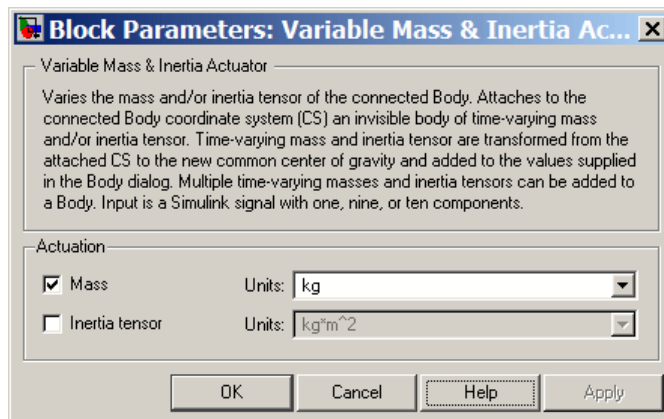 Block Parameters: Variable Mass & Inertia Ac...
Variable Mass & Inertia Actuator
Varies the mass and/or inertia tensor of the connected Body. Attaches to the
connected Body coordinate system (CS) an invisible body of time-varying mass
and/or inertia tensor. Time-varying mass and inertia tensor are transformed from the
attached CS to the new common center of gravity and added to the values supplied
in the Body dialog. Multiple time-varying masses and inertia tensors can be added to
a Body. Input is a Simulink signal with one, nine, or ten components.
Actuation
Mass Units: kg
Inertia tensor Units: kg*m^2
OK Cancel Help Apply